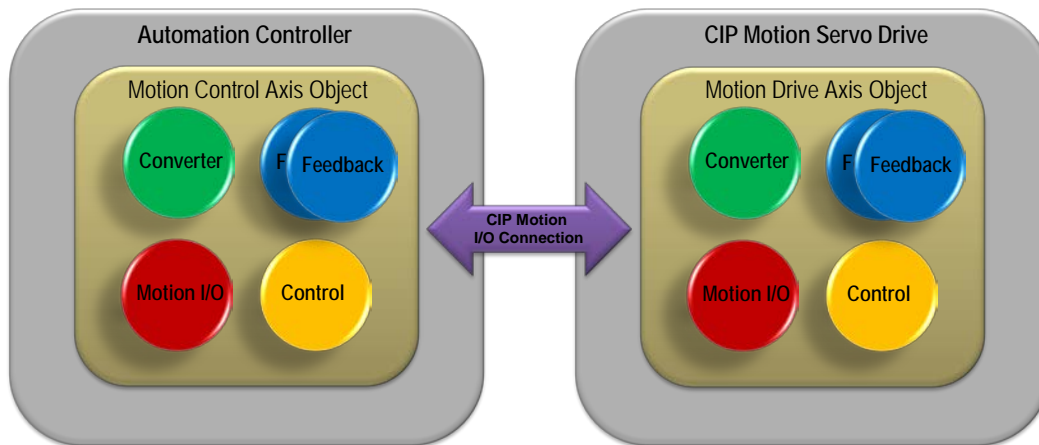 Automation Controller
Motion Control Axis Object
Converter
F
Feedback
Motion I/O
Control
CIP Motion
I/O Connection
CIP Motion Servo Drive
Motion Drive Axis Object
Converter
F
Feedback
Motion I/O
Control